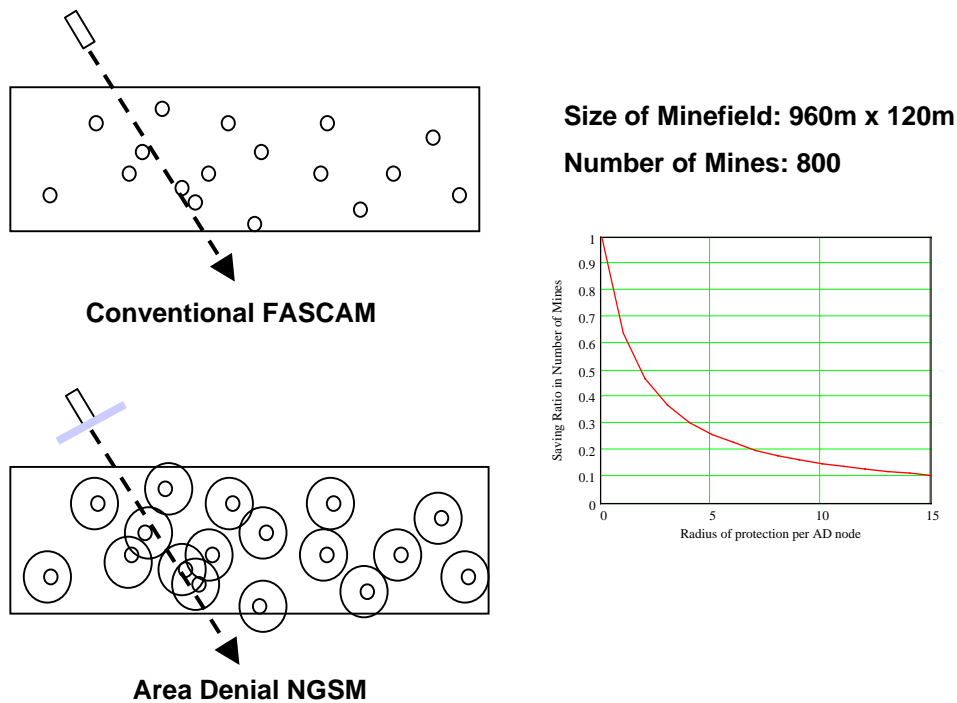 Size of Minefield: 960m x 120m
Number of Mines: 800
Conventional FASCAM
Saving Ratio in Number of Mines
1
0.9
0.8
0.7
0.6
0.5
0.4
0.3
0.2
0.1
0
0 5 10 15
Radius of protection per AD node
Area Denial NGSM